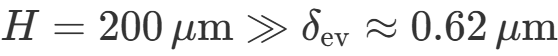 H = 200 μm ≫ δ_ev ≈ 0.62 μm